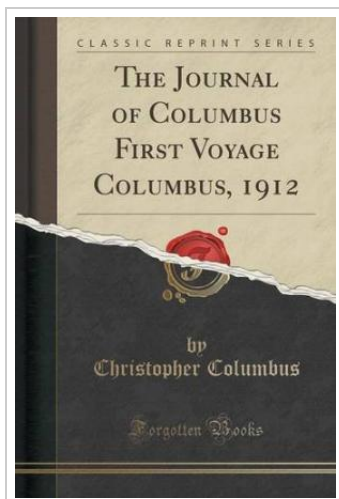 CLASSIC REPRINT SERIES
THE JOURNAL
OF COLUMBUS
FIRST VOYAGE
COLUMBUS, 1912
by
Christopher Columbus
Forgotten Books